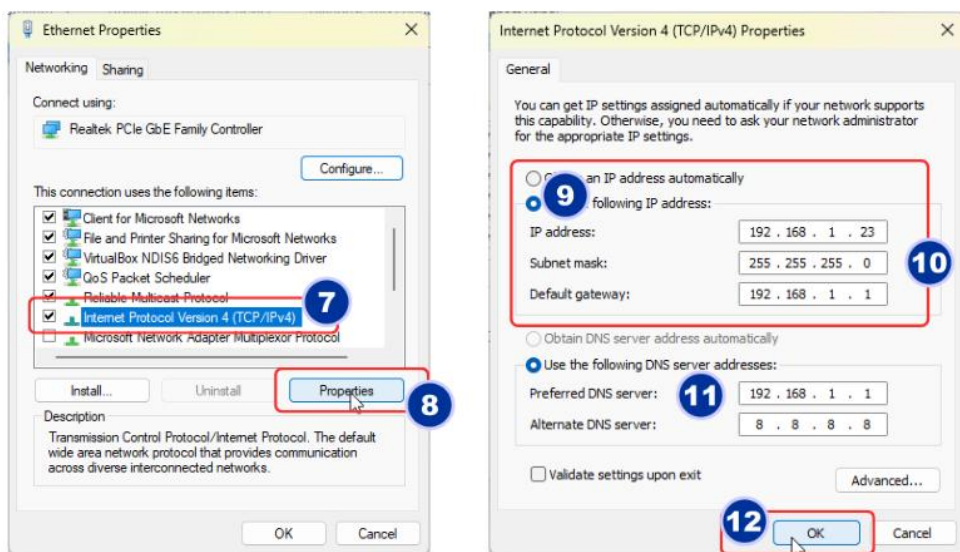 Ethernet Properties
Networking Sharing
Connect using:
Realtek PCIe GbE Family Controller
Configure...
This connection uses the following items:
Client for Microsoft Networks
File and Printer Sharing for Microsoft Networks
VirtualBox NDIS6 Bridged Networking Driver
QoS Packet Scheduler
Reliable Multicast Protocol
Internet Protocol Version 4 (TCP/IPv4)
7
Microsoft Network Adapter Multiplexor Protocol
Install... Uninstall Properties
8
Description
Transmission Control Protocol/Internet Protocol. The default
wide area network protocol that provides communication
across diverse interconnected networks.
OK Cancel
Internet Protocol Version 4 (TCP/IPv4) Properties
General
You can get IP settings assigned automatically if your network supports
this capability. Otherwise, you need to ask your network administrator
for the appropriate IP settings.
an IP address automatically
9
following IP address:
IP address: 192 . 168 . 1 . 23
Subnet mask: 255 . 255 . 255 . 0
10
Default gateway: 192 . 168 . 1 . 1
Obtain DNS server address automatically
Use the following DNS server addresses:
Preferred DNS server: 11 192 . 168 . 1 . 1
Alternate DNS server: 8 . 8 . 8 . 8
Validate settings upon exit
Advanced...
12
OK Cancel